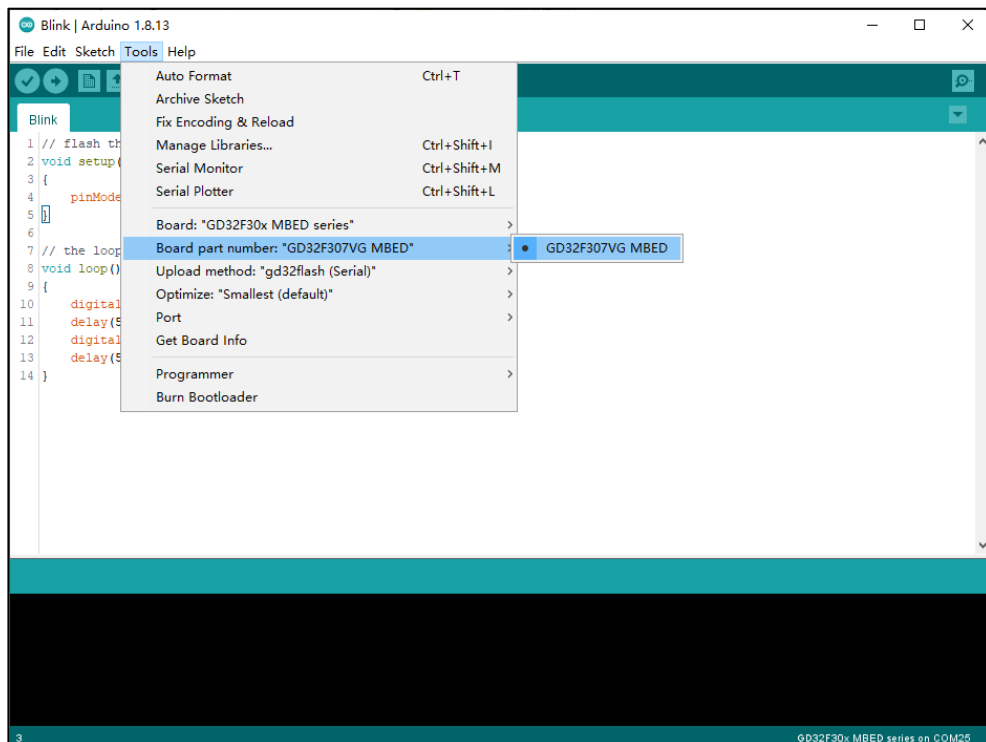 Blink | Arduino 1.8.13
File Edit Sketch Tools Help
Auto Format Ctrl+T
Archive Sketch
Fix Encoding & Reload
Manage Libraries... Ctrl+Shift+I
Serial Monitor Ctrl+Shift+M
Serial Plotter Ctrl+Shift+L
Board: "GD32F30x MBED series"
Board part number: "GD32F307VG MBED"
GD32F307VG MBED
Upload method: "gd32flash (Serial)"
Optimize: "Smallest (default)"
Port
Get Board Info
Programmer
Burn Bootloader
Blink
1 // flash th
2 void setup(
3 {
4 pinMode
5 }
6
7 // the loop
8 void loop()
9 {
10 digital
11 delay(5
12 digital
13 delay(5
14 }
3 GD32F30x MBED series on COM25